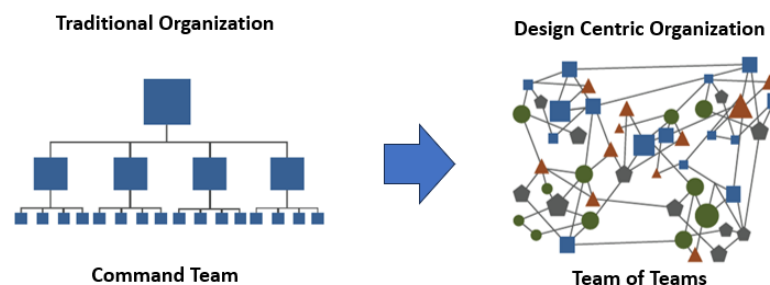 Traditional Organization
Design Centric Organization
Command Team
Team of Teams